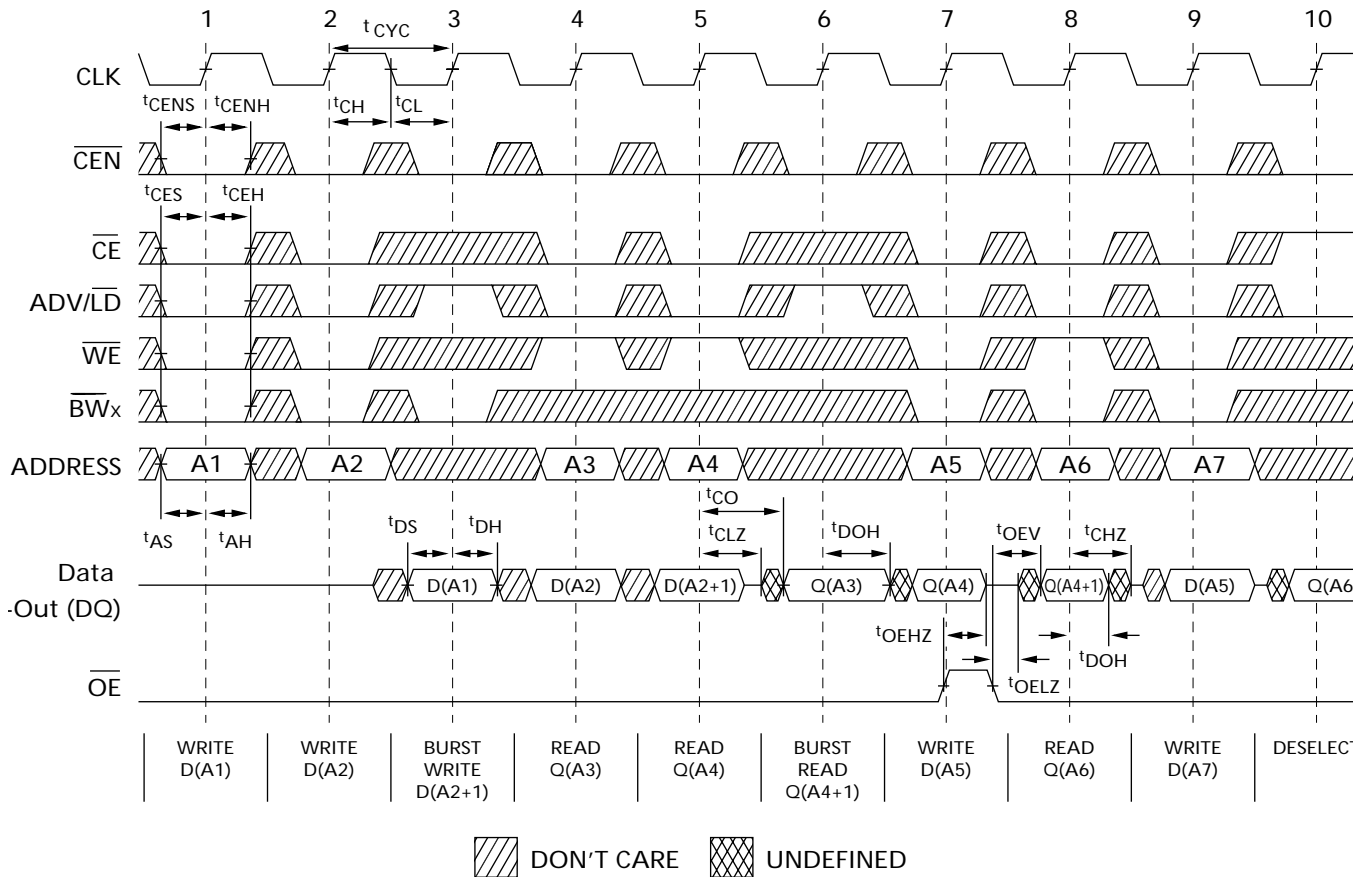 1 2 3 4 5 6 7 8 9 10
tCYC
CLK
tCENS tCENH tCH tCL
CEN
tCES tCEH
CE
ADV/LD
WE
BWx
ADDRESS A1 A2 A3 A4 A5 A6 A7
tCO
tAS tAH tDS tDH tCLZ tDOH tOEV tCHZ
Data
-Out (DQ) D(A1) D(A2) D(A2+1) Q(A3) Q(A4) Q(A4+1) D(A5) Q(A6
tOEHZ tDOH
tOELZ
OE
WRITE WRITE BURST READ READ BURST WRITE READ WRITE DESELECT
D(A1) D(A2) WRITE Q(A3) Q(A4) READ D(A5) Q(A6) D(A7)
D(A2+1) Q(A4+1)
DON'T CARE UNDEFINED